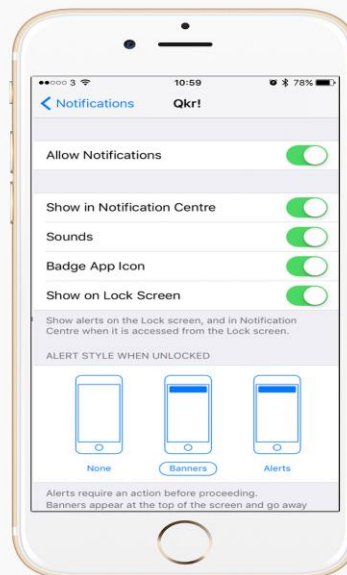 3 10:59 78%
Notifications Qkr!
Allow Notifications
Show in Notification Centre
Sounds
Badge App Icon
Show on Lock Screen
Show alerts on the Lock screen, and in Notification
Centre when it is accessed from the Lock screen.
ALERT STYLE WHEN UNLOCKED
None Banners Alerts
Alerts require an action before proceeding.
Banners appear at the top of the screen and go away